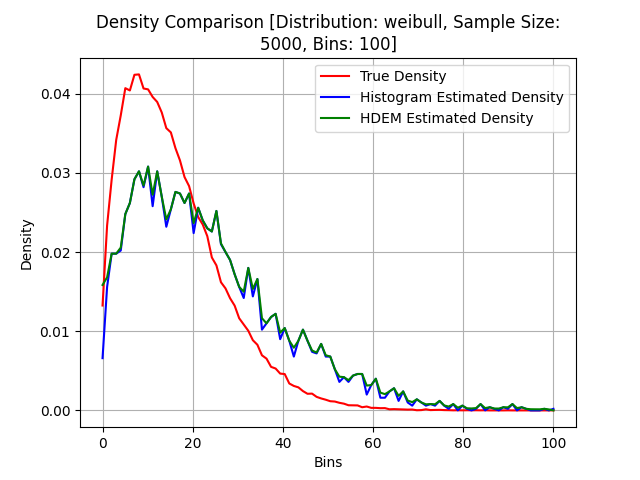 Density Comparison [Distribution: weibull, Sample Size:
5000, Bins: 100]
True Density
Histogram Estimated Density
HDEM Estimated Density
Density
0.04
0.03
0.02
0.01
0.00
0 20 40 60 80 100
Bins